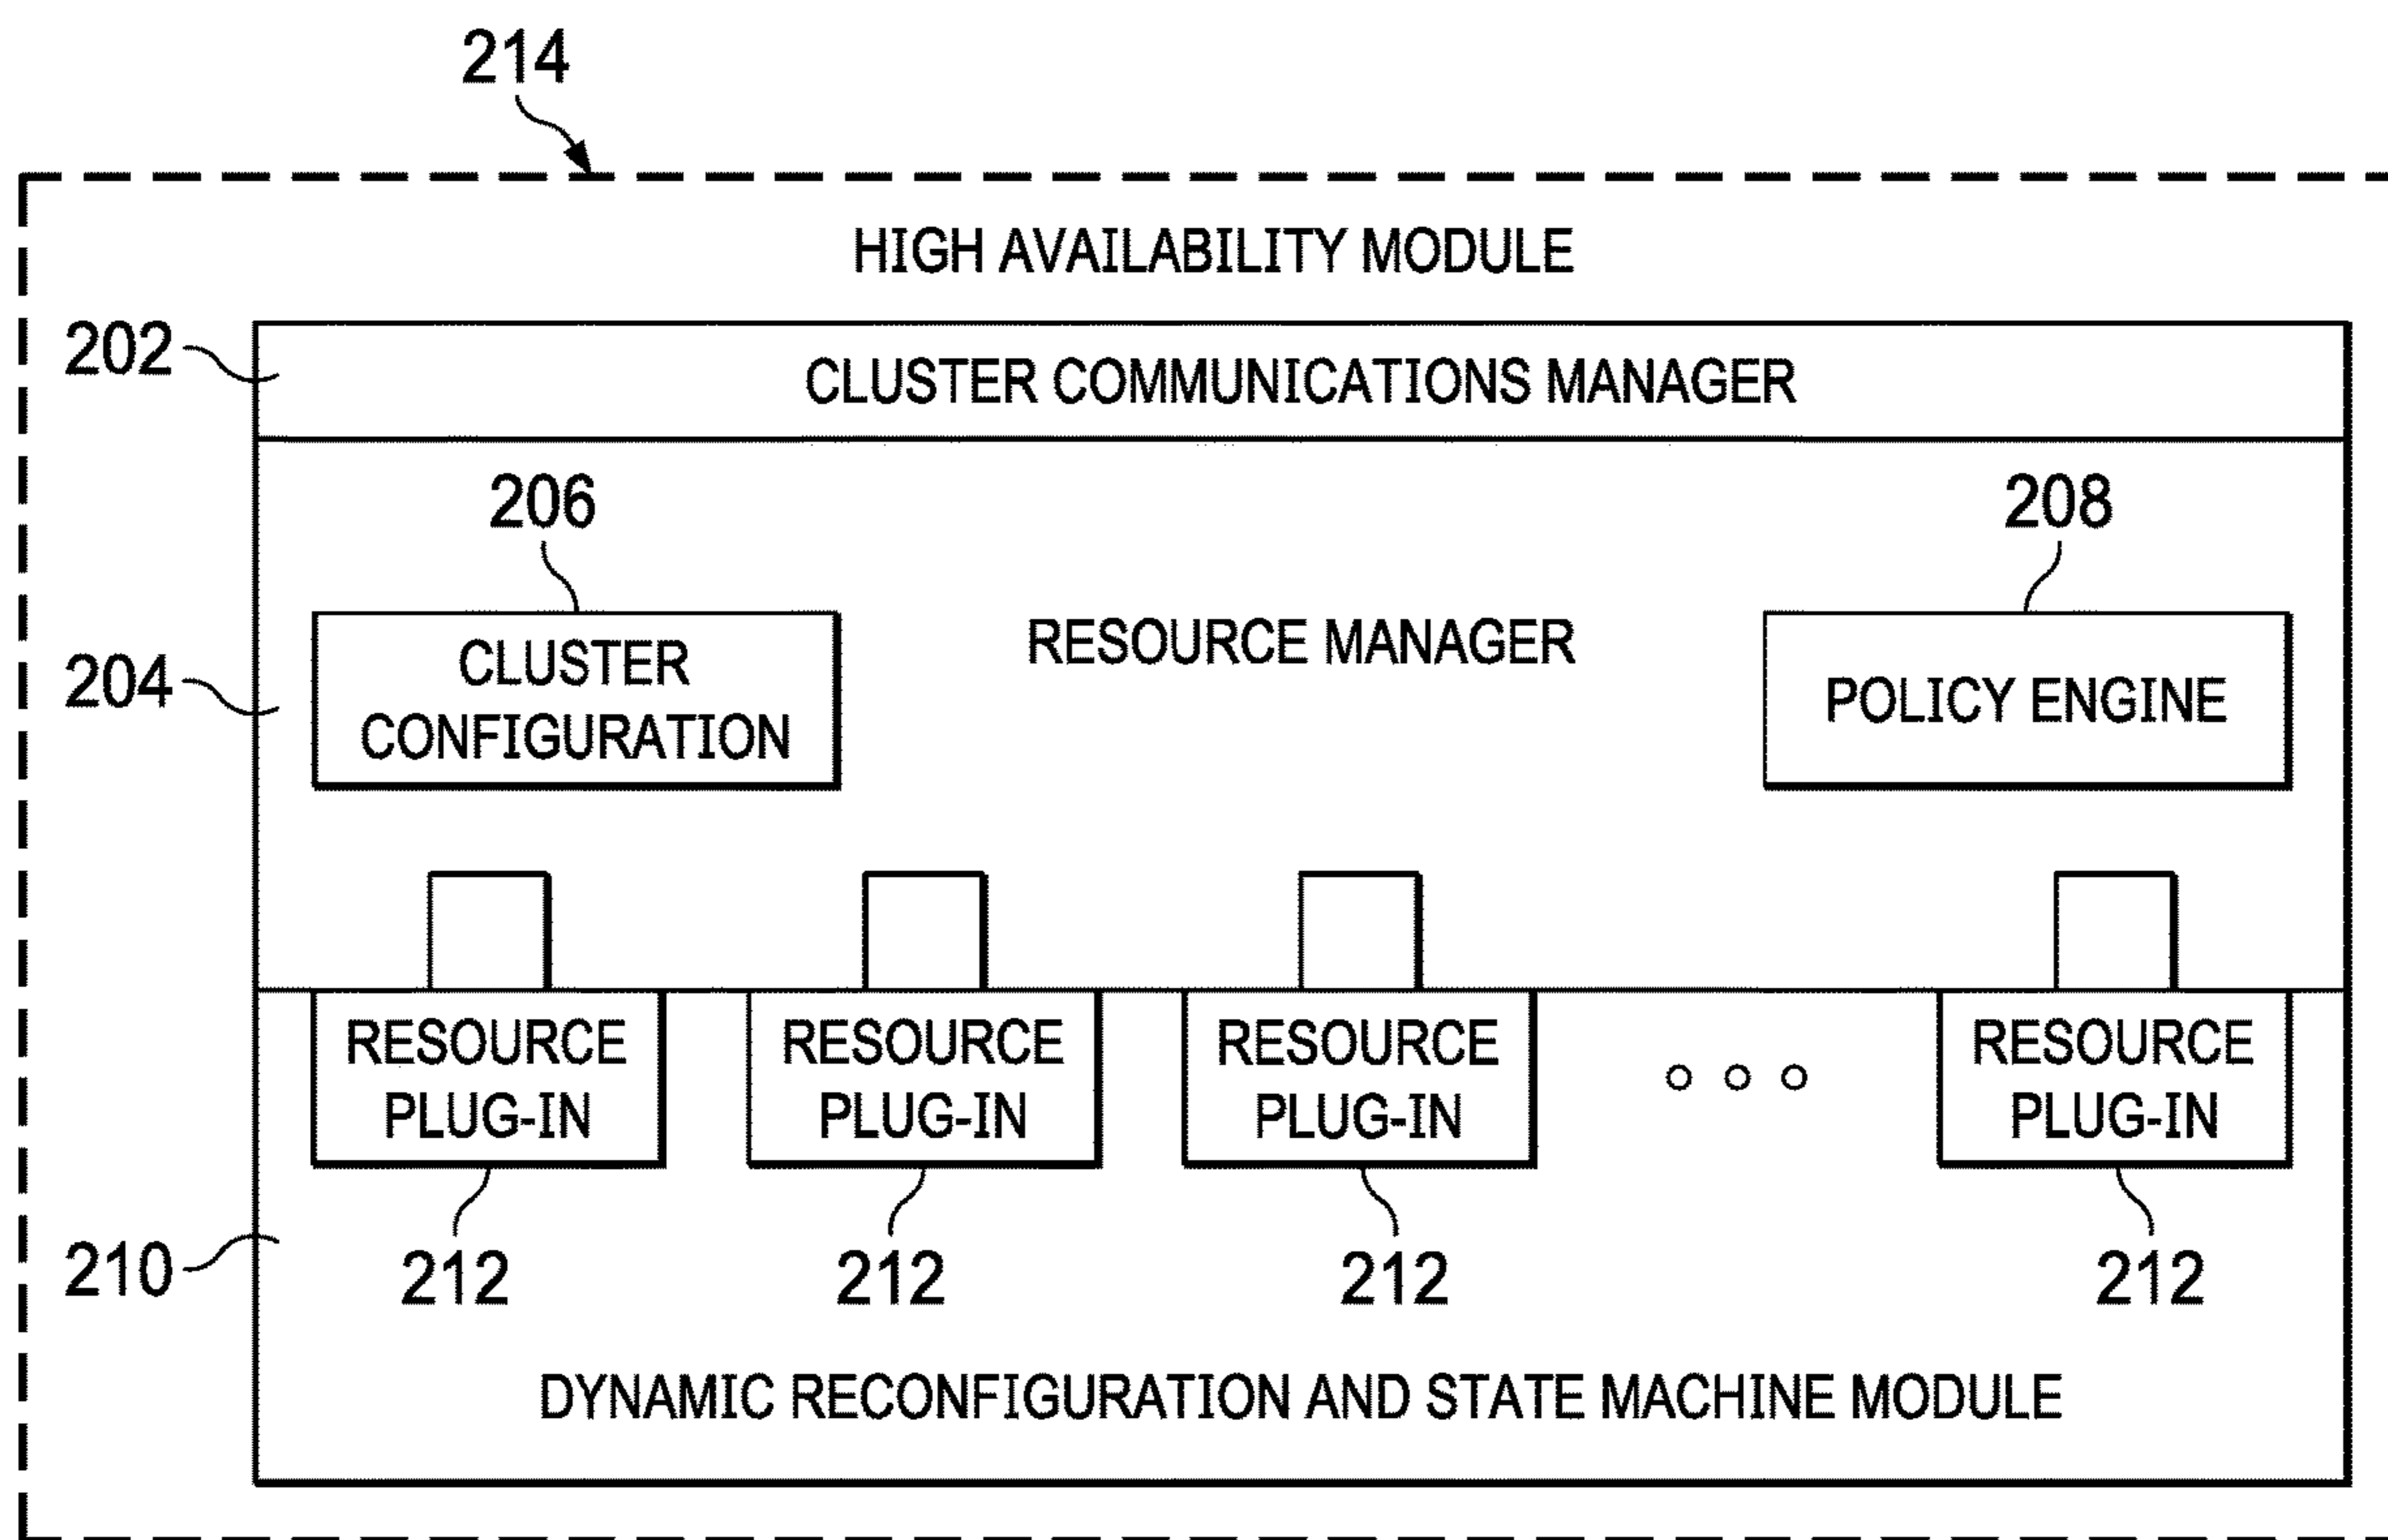 214
HIGH AVAILABILITY MODULE
202
CLUSTER COMMUNICATIONS MANAGER
206
208
204
CLUSTER
CONFIGURATION
RESOURCE MANAGER
POLICY ENGINE
RESOURCE
PLUG-IN
RESOURCE
PLUG-IN
RESOURCE
PLUG-IN
RESOURCE
PLUG-IN
210
212
212
212
212
DYNAMIC RECONFIGURATION AND STATE MACHINE MODULE